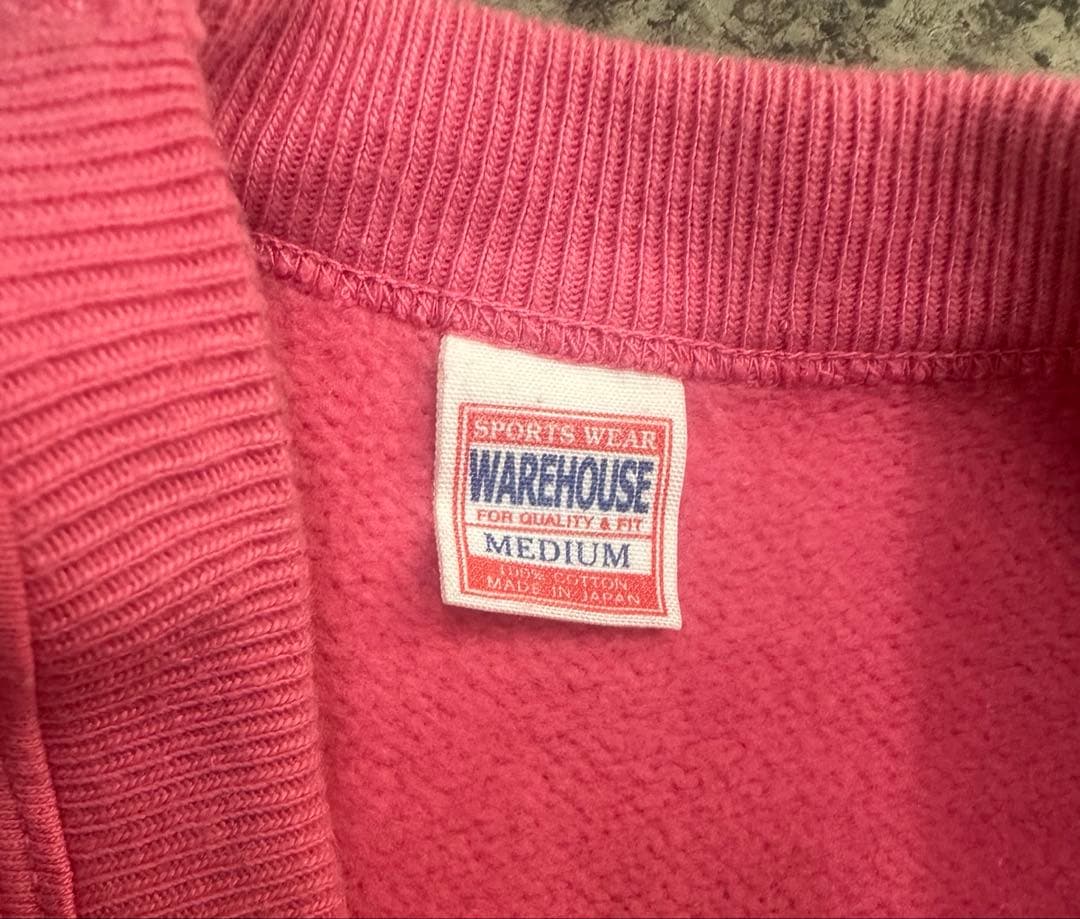 SPORTS WEAR
WAREHOUSE
FOR QUALITY & FIT
MEDIUM
100% COTTON
MADE IN JAPAN